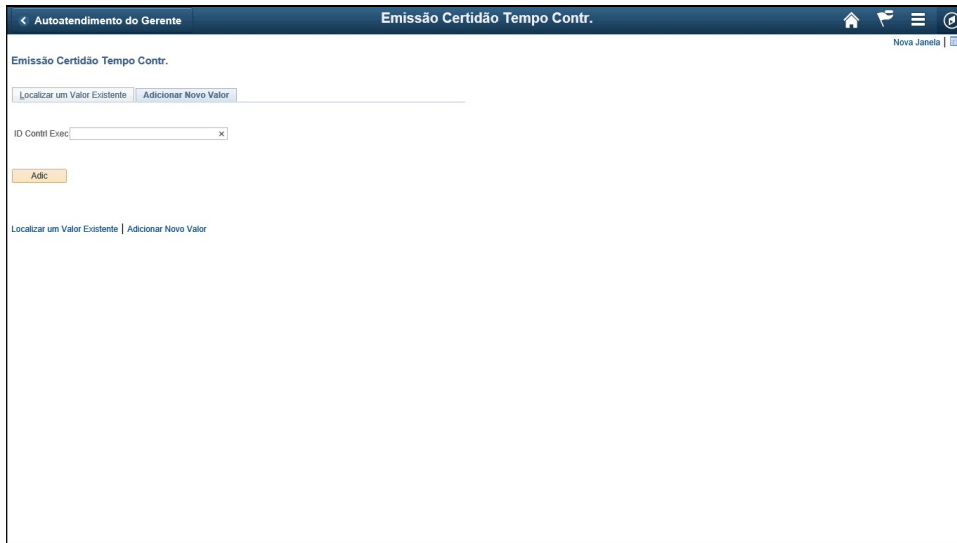 Autoatendimento do Gerente Emissão Certidão Tempo Contr.
Nova Janela |
Emissão Certidão Tempo Contr.
Localizar um Valor Existente Adicionar Novo Valor
ID Contrl Exec x
Adic
Localizar um Valor Existente | Adicionar Novo Valor